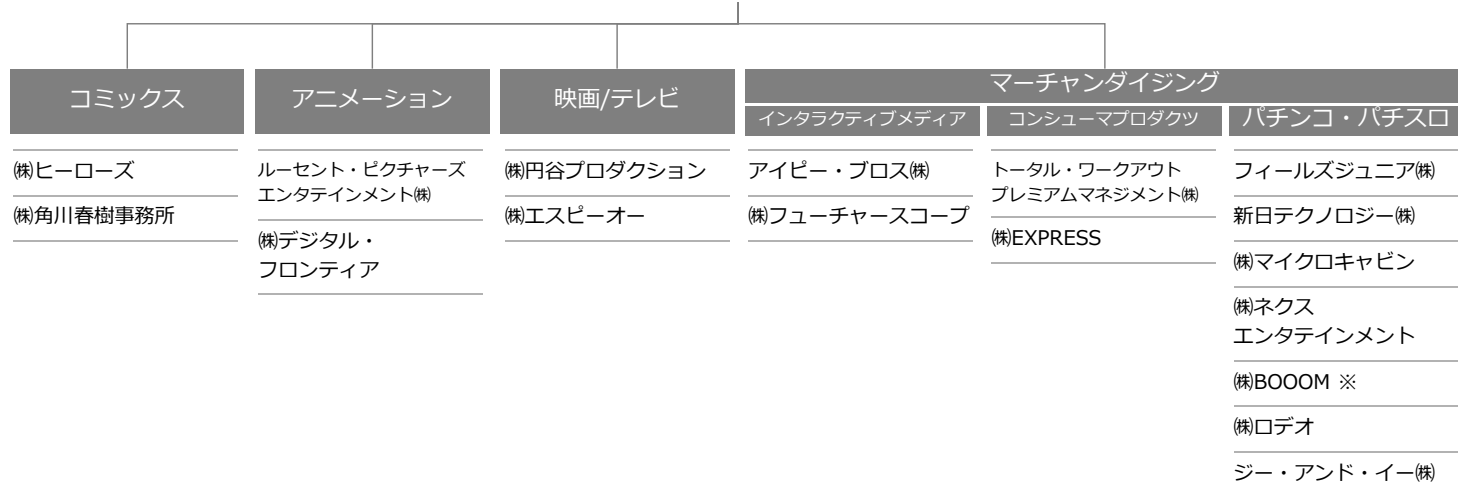 コミックス
㈱ヒーローズ
㈱角川春樹事務所
アニメーション
ルーセント・ピクチャーズ
エンタテインメント㈱
㈱デジタル・
フロンティア
映画/テレビ
㈱円谷プロダクション
㈱エスピーオー
マーチャンダイジング
インタラクティブメディア
アイピー・ブロス㈱
㈱フューチャースコープ
コンシューマプロダクツ
トータル・ワークアウト
プレミアムマネジメント㈱
㈱EXPRESS
パチンコ・パチスロ
フィールズジュニア㈱
新日テクノロジー㈱
㈱マイクロキャビン
㈱ネクス
エンタテインメント
㈱BOOOM ※
㈱ロデオ
ジー・アンド・イー㈱